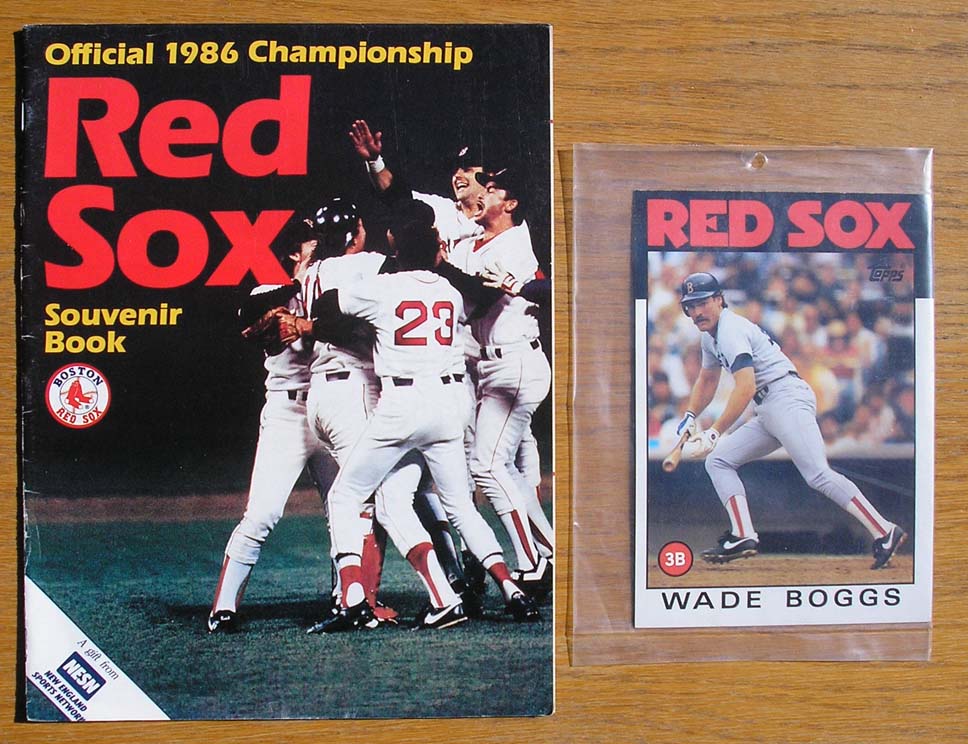 Official 1986 Championship
Red
Sox
Souvenir
Book
BOSTON
RED SOX
23
A gift from
NESN
NEW ENGLAND
SPORTS NETWORK
RED SOX
Topps
B
3B
WADE BOGGS